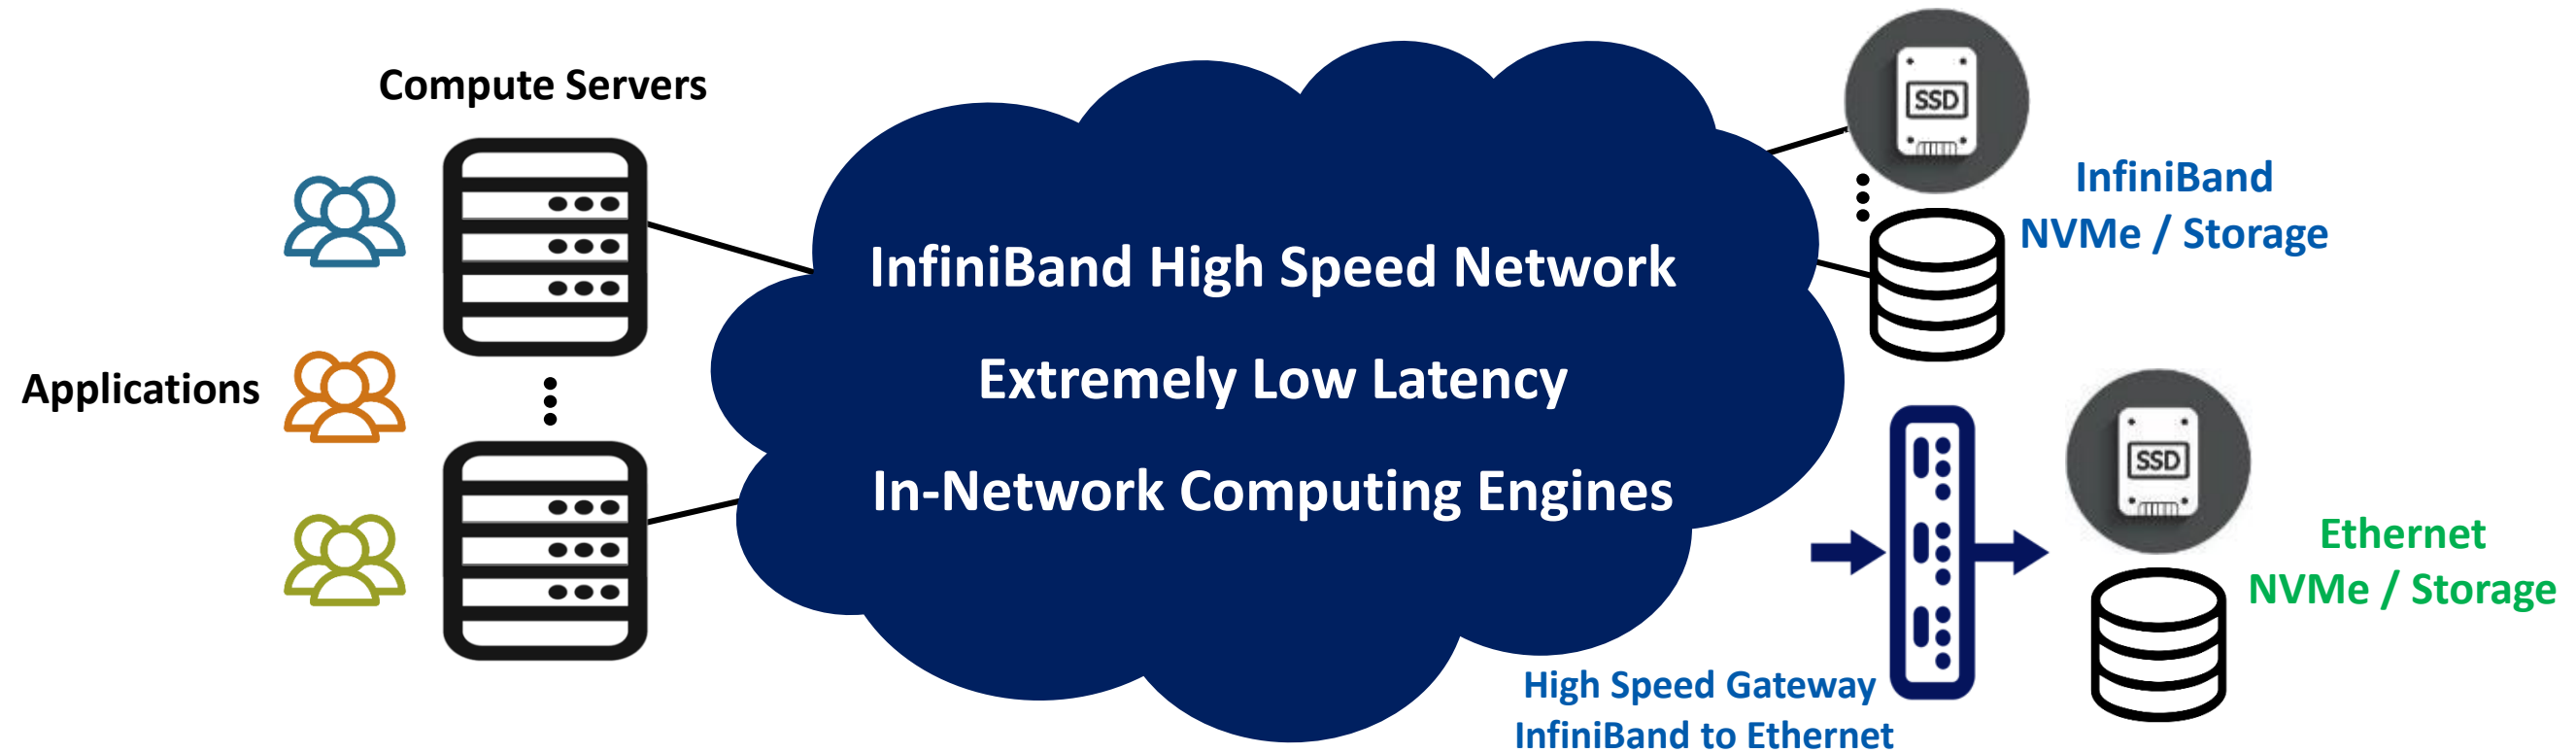 Compute Servers
Applications
InfiniBand High Speed Network
Extremely Low Latency
In-Network Computing Engines
SSD
InfiniBand
NVMe / Storage
SSD
Ethernet
NVMe / Storage
High Speed Gateway
InfiniBand to Ethernet